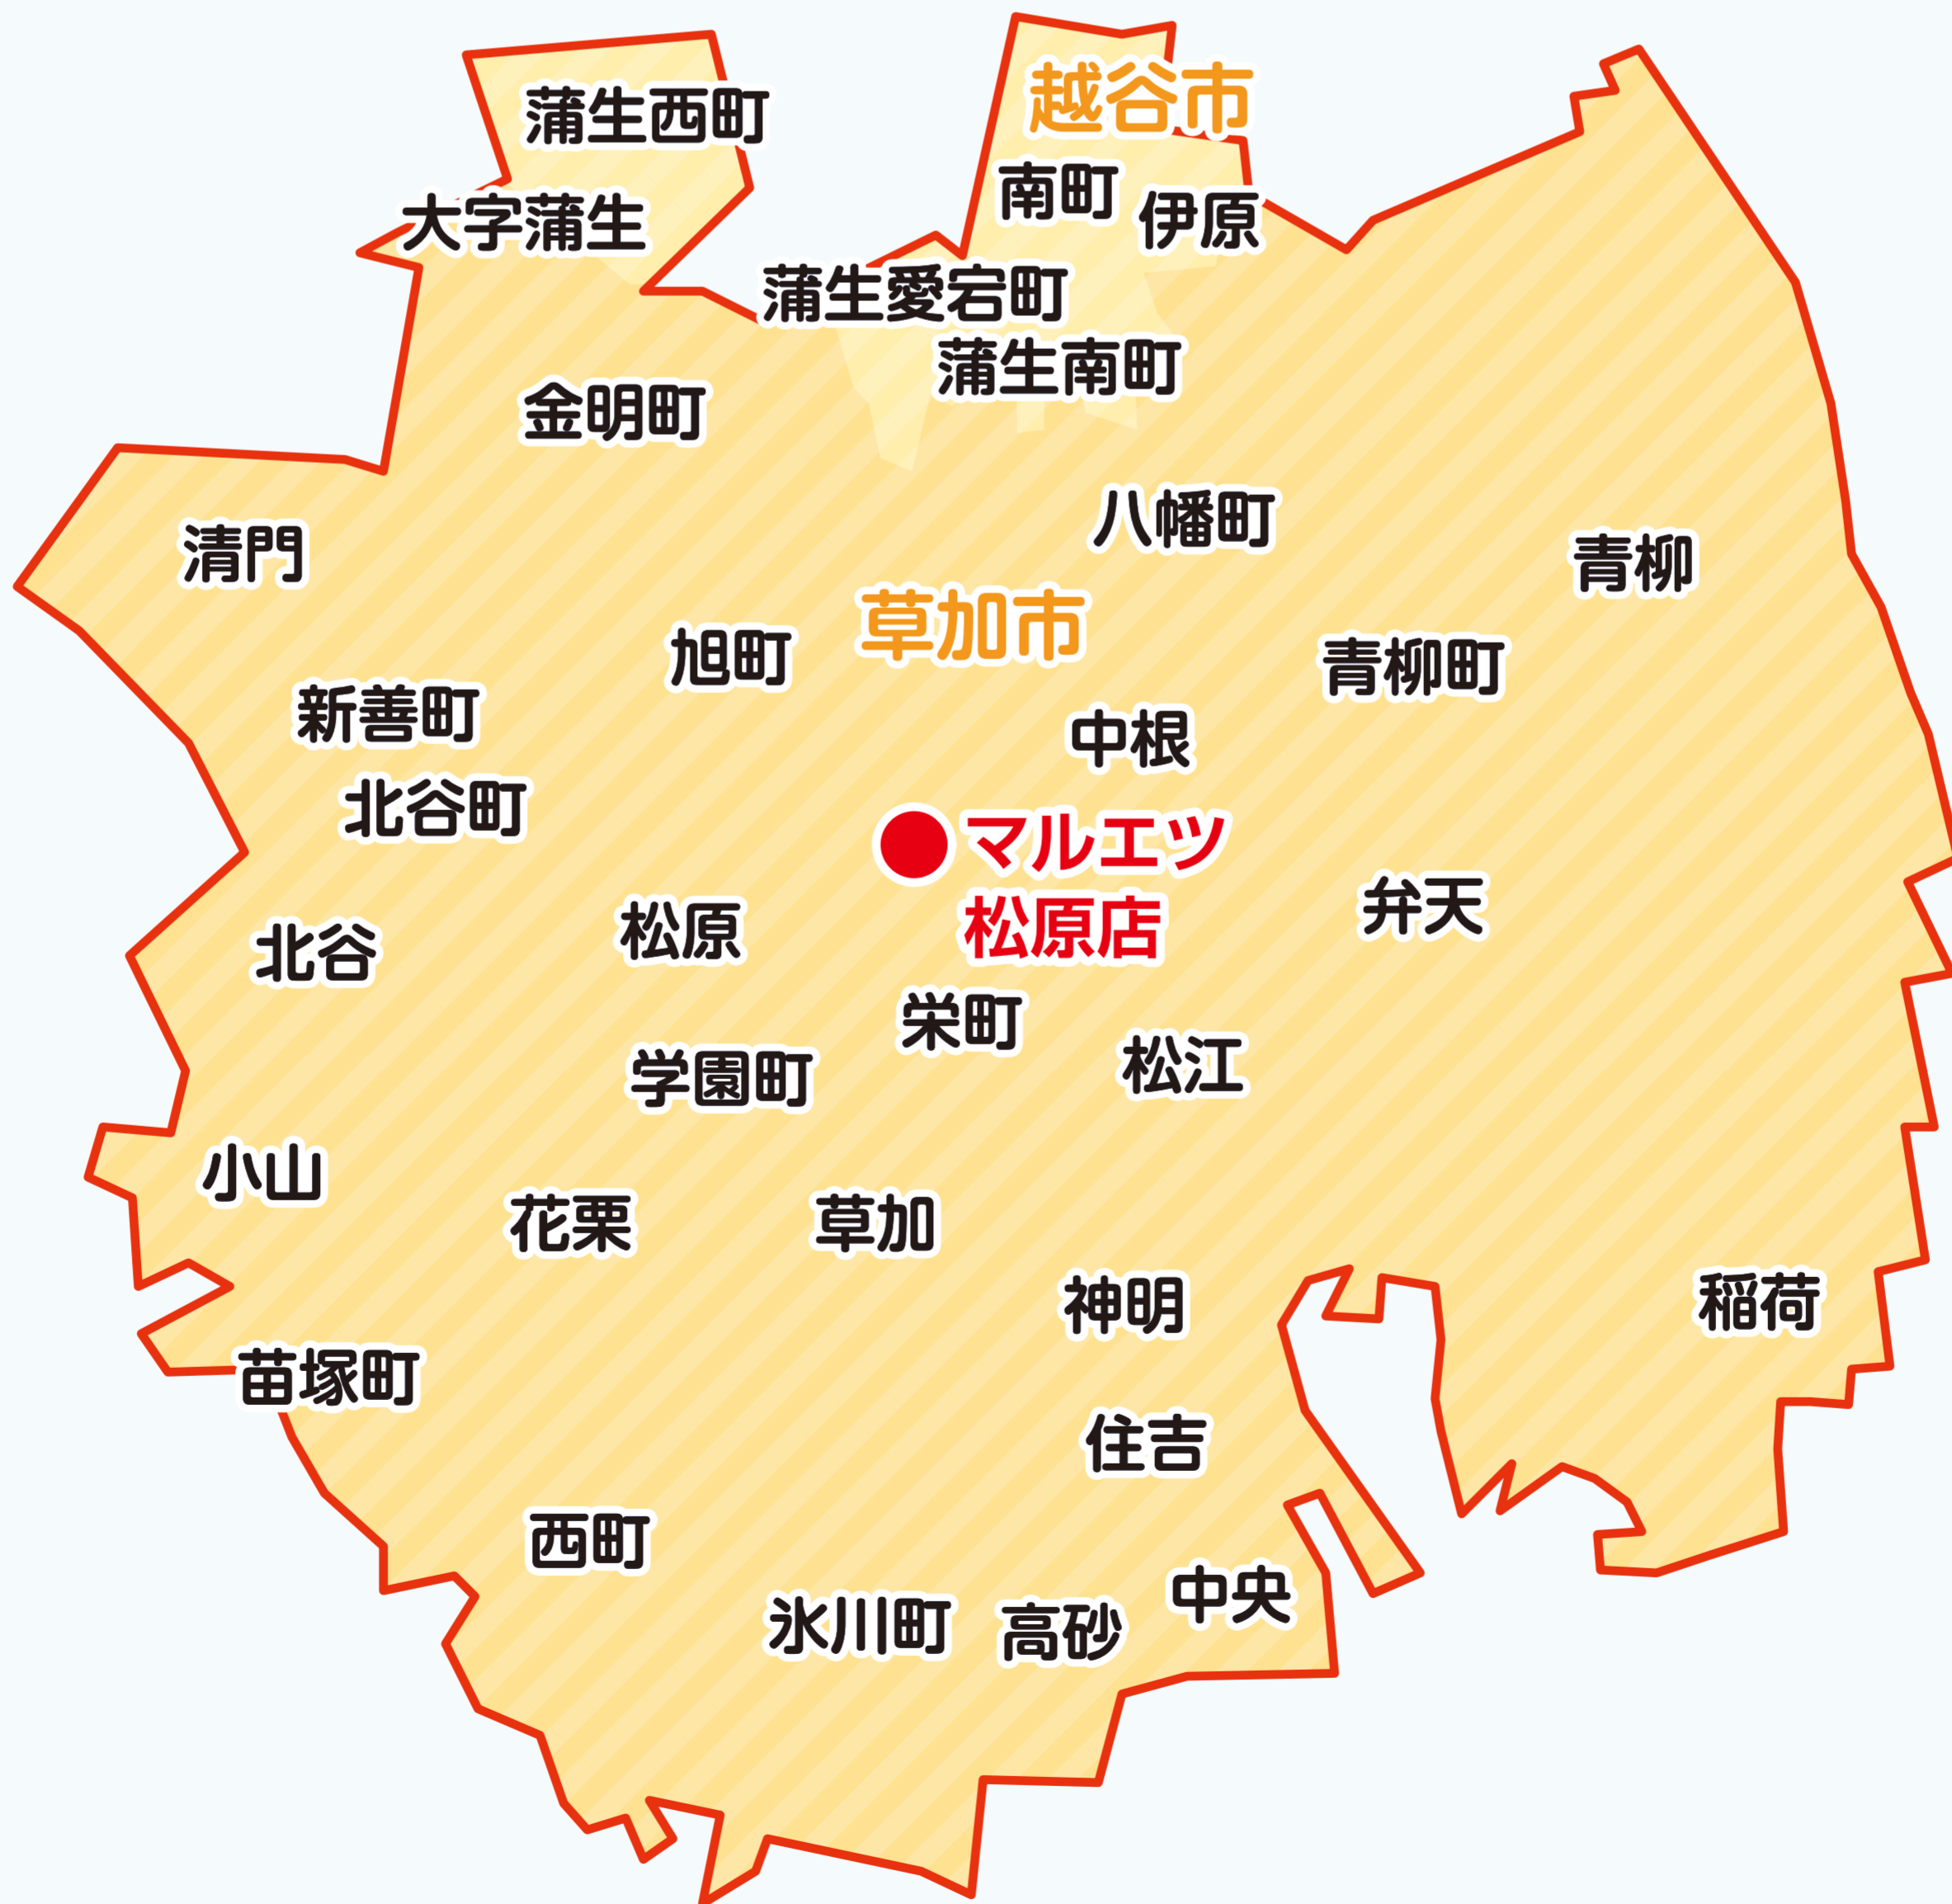 蒲生西町
越谷市
南町
伊原
大字蒲生
蒲生愛宕町
蒲生南町
金明町
八幡町
清門
青柳
草加市
旭町
青柳町
新善町
中根
北谷町
マルエツ
松原店
弁天
松原
北谷
栄町
松江
学園町
小山
花栗
草加
神明
稲荷
苗塚町
住吉
西町
中央
氷川町
高砂